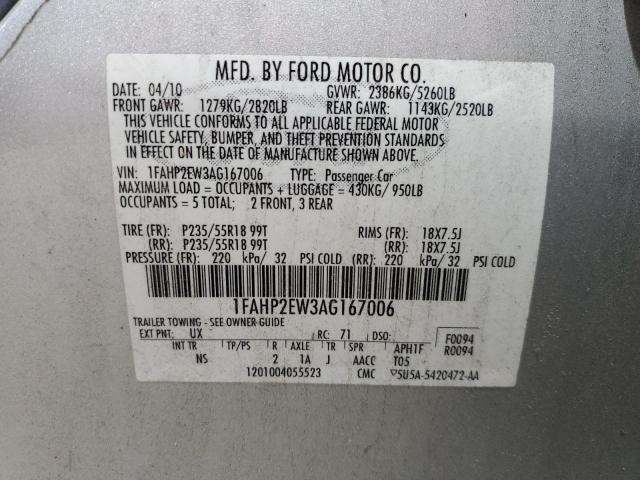 MFD. BY FORD MOTOR CO.
DATE: 04/10 GVWR: 2386KG/5260LB
FRONT GAWR: 1279KG/2820LB REAR GAWR: 1143KG/2520LB
THIS VEHICLE CONFORMS TO ALL APPLICABLE FEDERAL MOTOR
VEHICLE SAFETY, BUMPER, AND THEFT PREVENTION STANDARDS
IN EFFECT ON THE DATE OF MANUFACTURE SHOWN ABOVE.
VIN: 1FAHP2EW3AG167006 TYPE: Passenger Car
MAXIMUM LOAD = OCCUPANTS + LUGGAGE = 430KG/ 950LB
OCCUPANTS = 5 TOTAL; 2 FRONT, 3 REAR
TIRE (FR): P235/55R18 99T RIMS (FR): 18X7.5J
(RR): P235/55R18 99T (RR): 18X7.5J
PRESSURE (FR): 220 kPa/ 32 PSI COLD (RR): 220 kPa/ 32 PSI COLD
1FAHP2EW3AG167006
TRAILER TOWING - SEE OWNER GUIDE
EXT PNT: UX RC: 71 DSO: F0094
INT TR TP/PS R AXLE TR SPR APH1F R0094
NS 2 1A J AACC T05
1201004055523 CMC 5U5A-5420472-AA